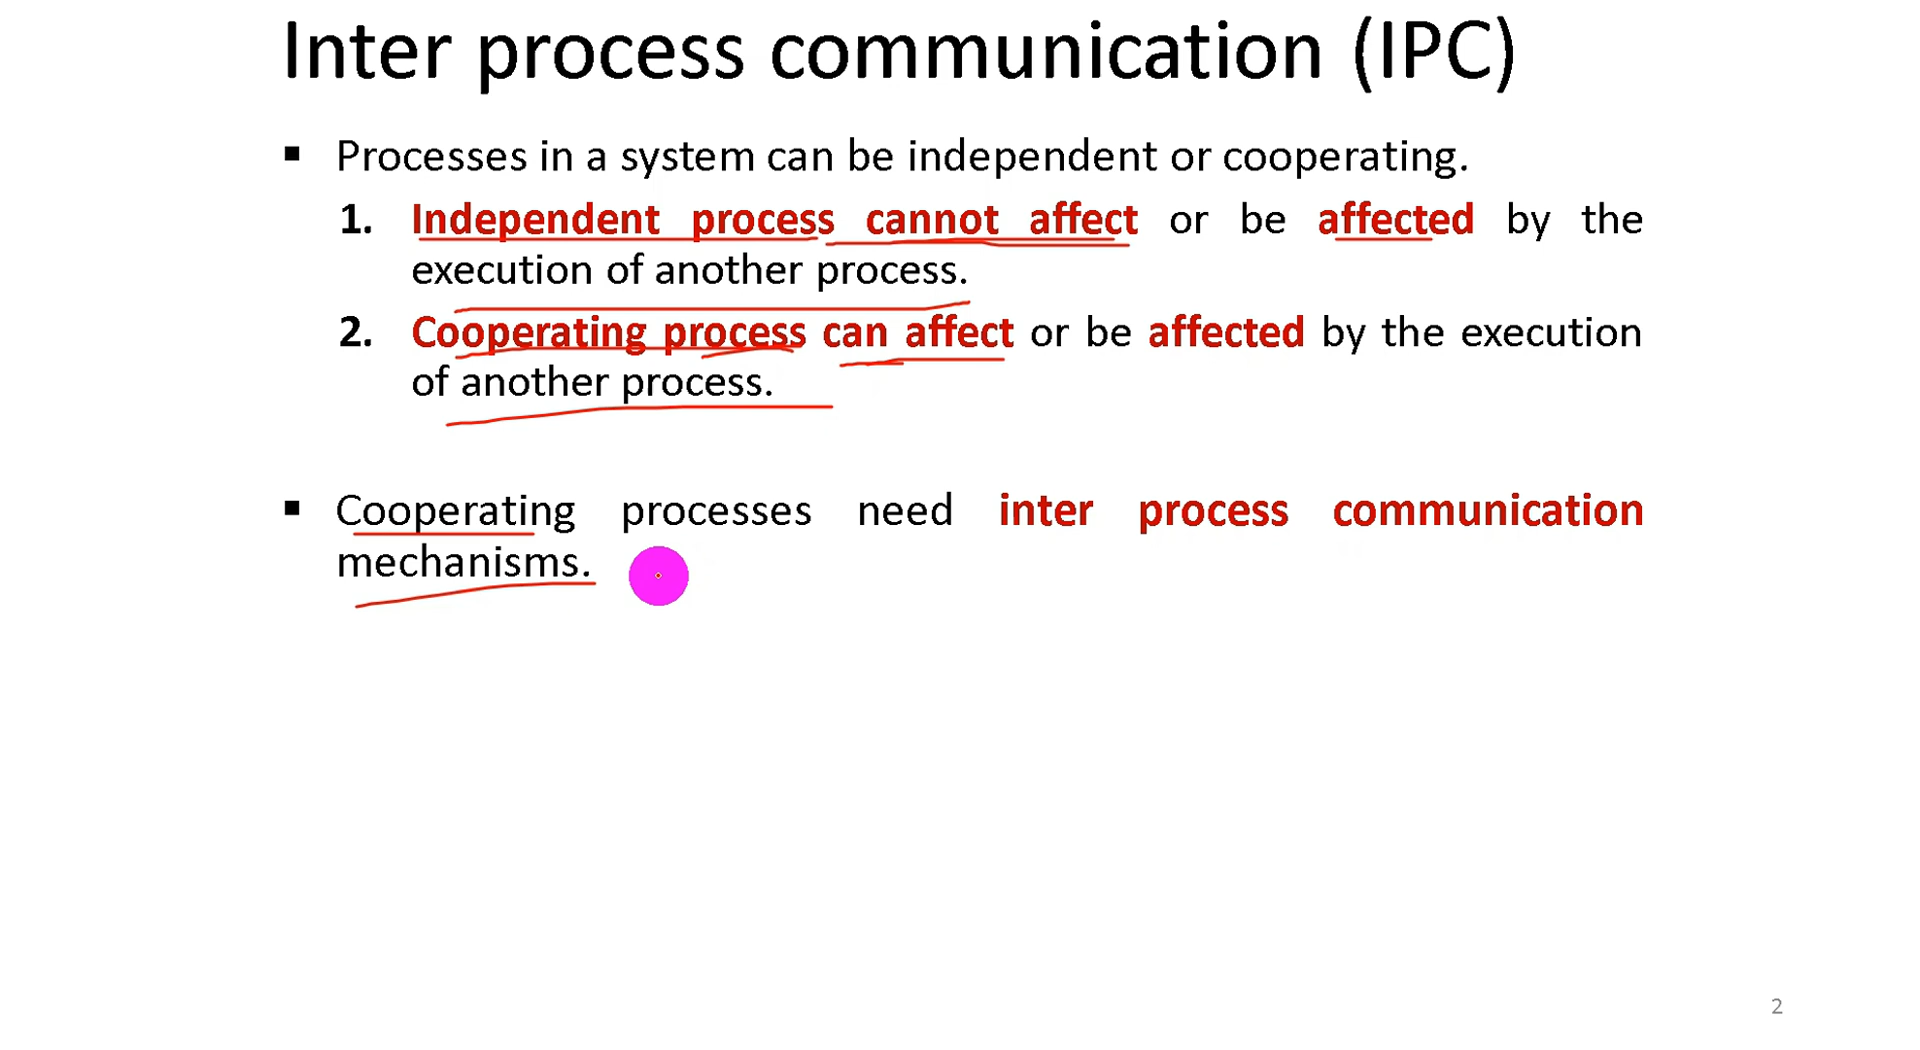 Inter process communication (IPC)
▪ Processes in a system can be independent or cooperating.
1. Independent process cannot affect or be affected by the
execution of another process.
2. Cooperating process can affect or be affected by the execution
of another process.
▪ Cooperating processes need inter process communication
mechanisms.
2